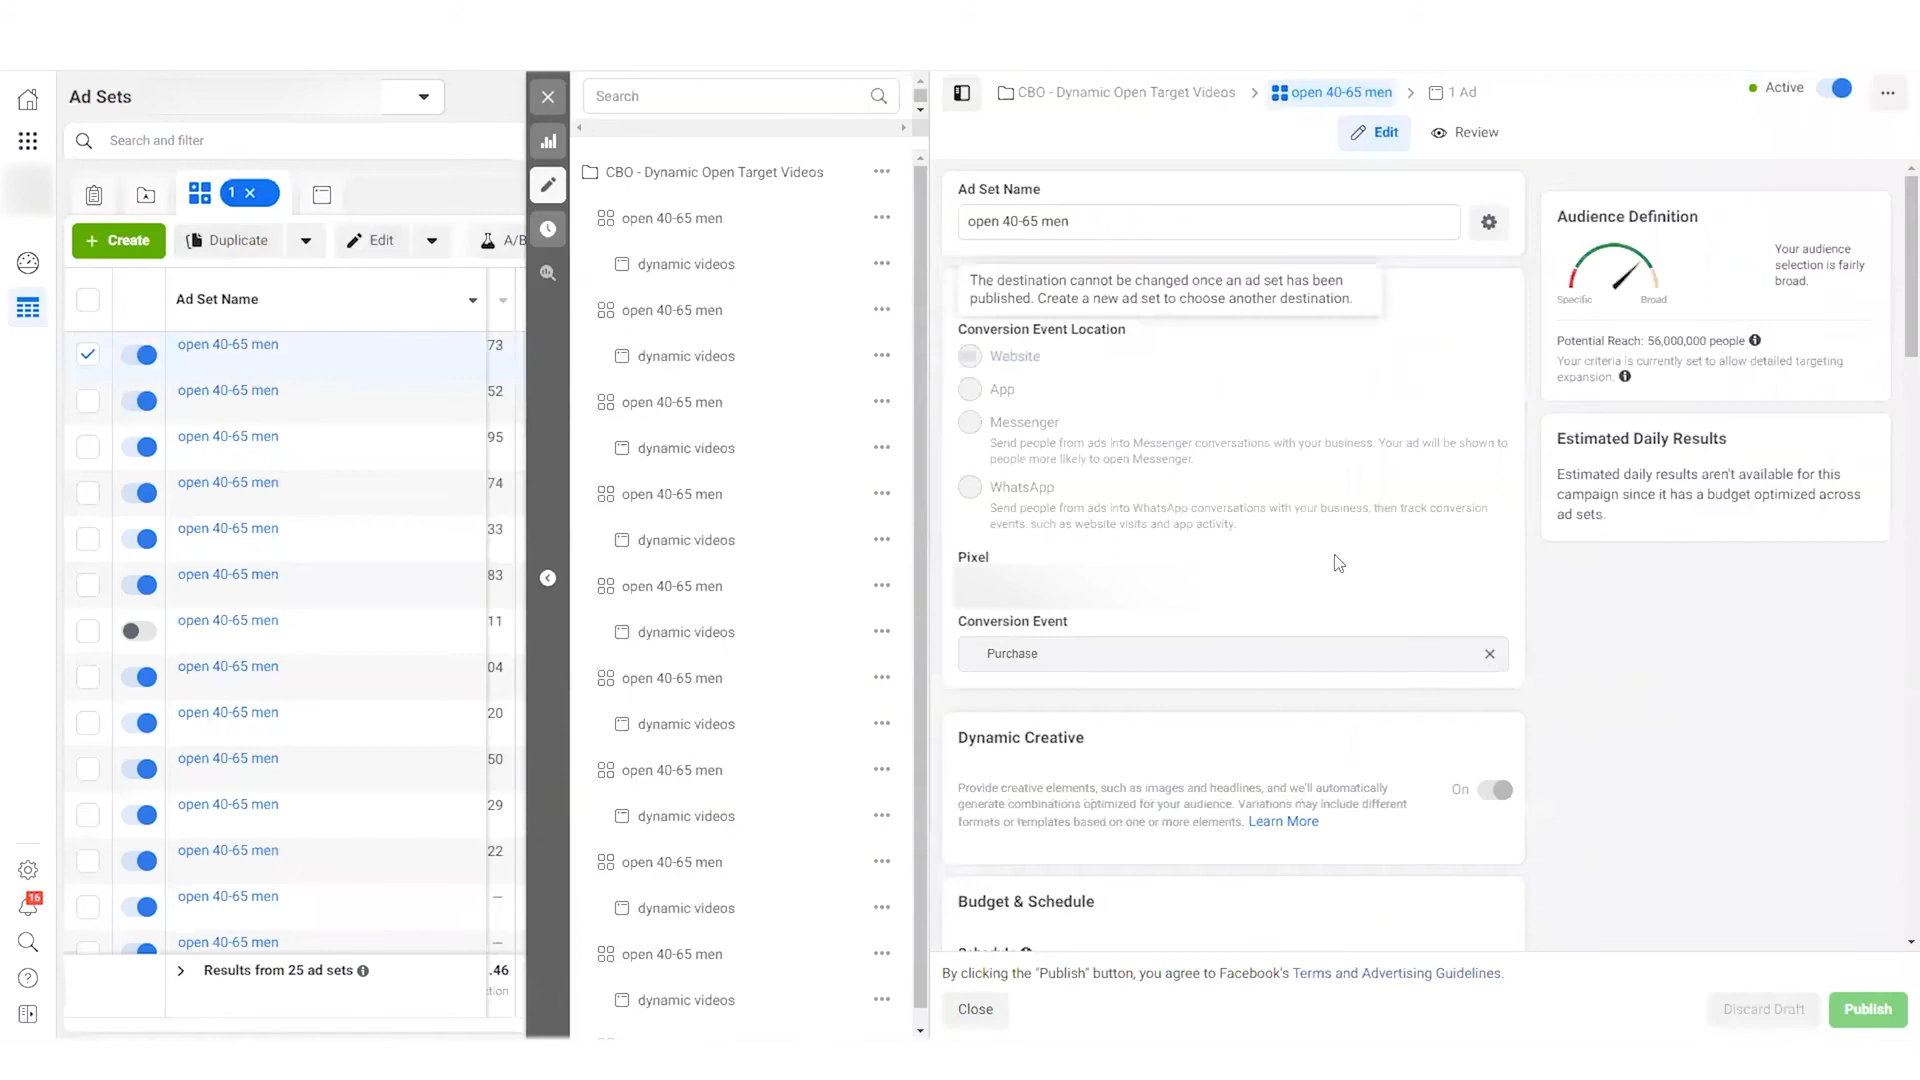 Ad Sets
Search and filter
1
Create
Duplicate
Edit
A/B
Ad Set Name
open 40-65 men
73
open 40-65 men
52
open 40-65 men
95
open 40-65 men
74
open 40-65 men
33
open 40-65 men
83
open 40-65 men
11
open 40-65 men
04
open 40-65 men
20
open 40-65 men
50
open 40-65 men
29
open 40-65 men
22
open 40-65 men
—
open 40-65 men
—
Results from 25 ad sets
.46
ction
16
Search
CBO - Dynamic Open Target Videos
open 40-65 men
dynamic videos
open 40-65 men
dynamic videos
open 40-65 men
dynamic videos
open 40-65 men
dynamic videos
open 40-65 men
dynamic videos
open 40-65 men
dynamic videos
open 40-65 men
dynamic videos
open 40-65 men
dynamic videos
open 40-65 men
dynamic videos
CBO - Dynamic Open Target Videos
open 40-65 men
1 Ad
Active
Edit
Review
Ad Set Name
open 40-65 men
The destination cannot be changed once an ad set has been
published. Create a new ad set to choose another destination.
Conversion Event Location
Website
App
Messenger
Send people from ads into Messenger conversations with your business. Your ad will be shown to
people more likely to open Messenger.
WhatsApp
Send people from ads into WhatsApp conversations with your business, then track conversion
events, such as website visits and app activity.
Pixel
Conversion Event
Purchase
Dynamic Creative
Provide creative elements, such as images and headlines, and we'll automatically
generate combinations optimized for your audience. Variations may include different
formats or templates based on one or more elements. Learn More
On
Budget & Schedule
Schedule
By clicking the "Publish" button, you agree to Facebook's Terms and Advertising Guidelines.
Close
Discard Draft
Publish
Audience Definition
Specific
Broad
Your audience
selection is fairly
broad.
Potential Reach: 56,000,000 people
Your criteria is currently set to allow detailed targeting
expansion.
Estimated Daily Results
Estimated daily results aren't available for this
campaign since it has a budget optimized across
ad sets.